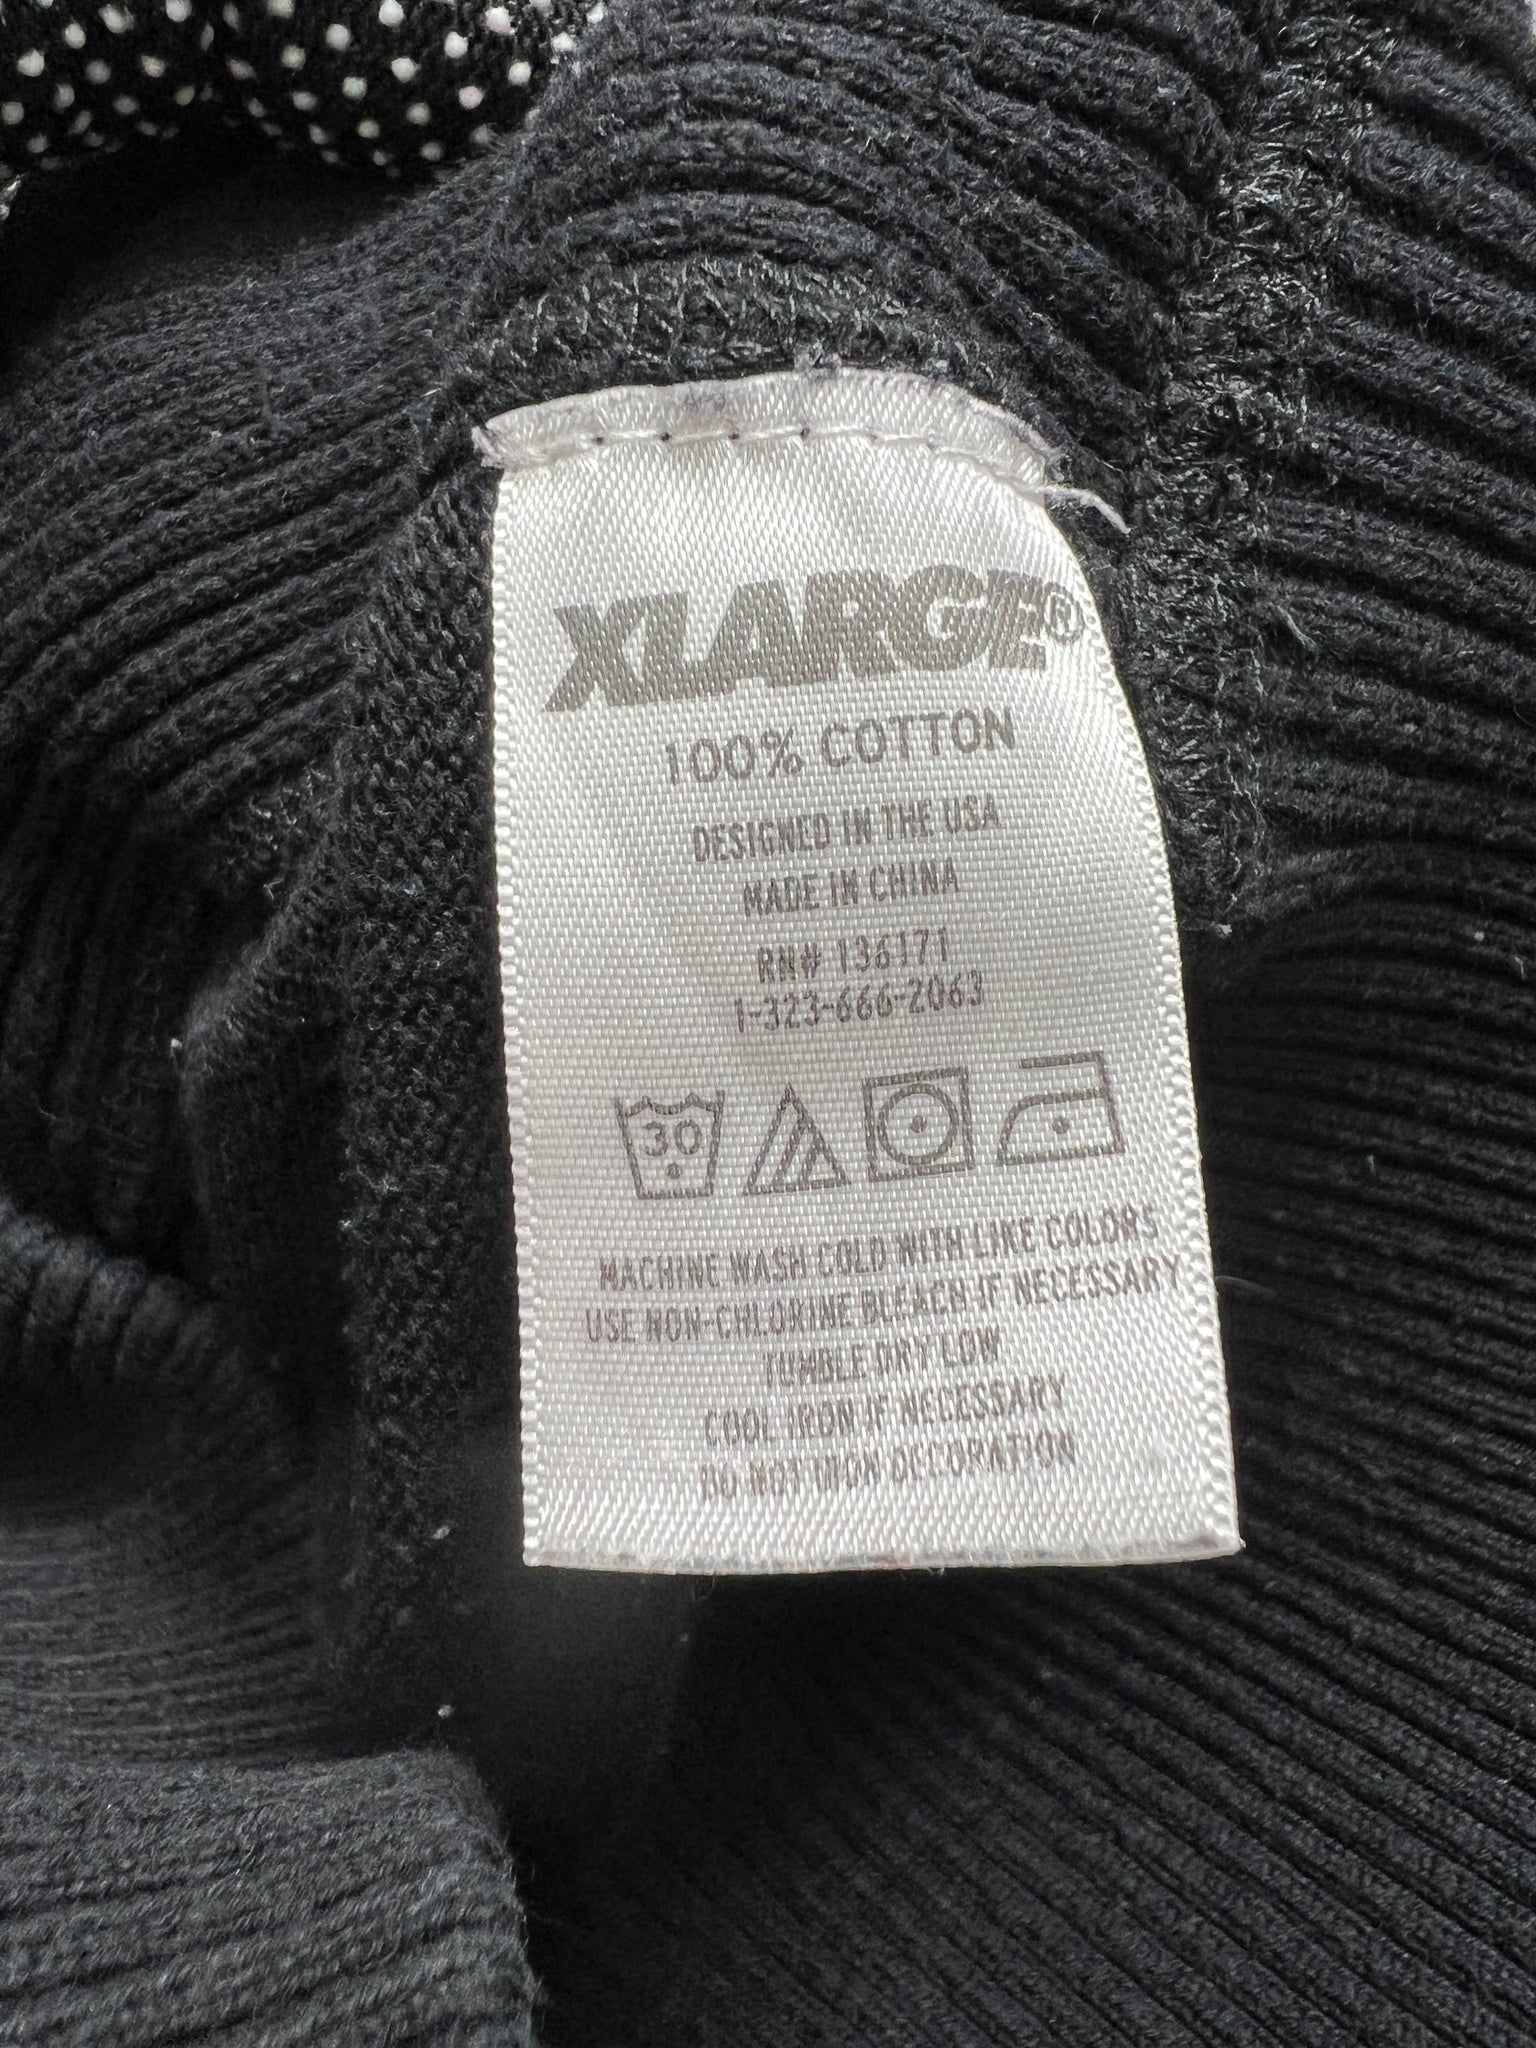 XLARGE®
100% COTTON
DESIGNED IN THE USA
MADE IN CHINA
RN# 136171
1-323-666-2063
30
MACHINE WASH COLD WITH LIKE COLORS
USE NON-CHLORINE BLEACH IF NECESSARY
TUMBLE DRY LOW
COOL IRON IF NECESSARY
DO NOT IRON DECORATION